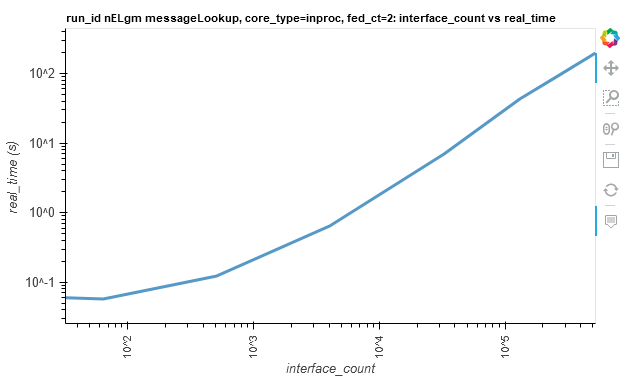 run_id nELgm messageLookup, core_type=inproc, fed_ct=2: interface_count vs real_time
10^2
10^1
10^0
10^-1
real_time (s)
10^2
10^3
10^4
10^5
interface_count